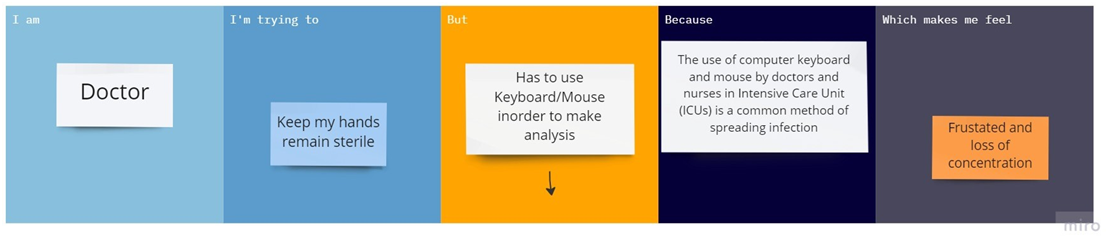 I am
Doctor
I'm trying to
Keep my hands
remain sterile
But
Has to use
Keyboard/Mouse
inorder to make
analysis
Because
The use of computer keyboard
and mouse by doctors and
nurses in Intensive Care Unit
(ICUs) is a common method of
spreading infection
Which makes me feel
Frustated and
loss of
concentration
miro